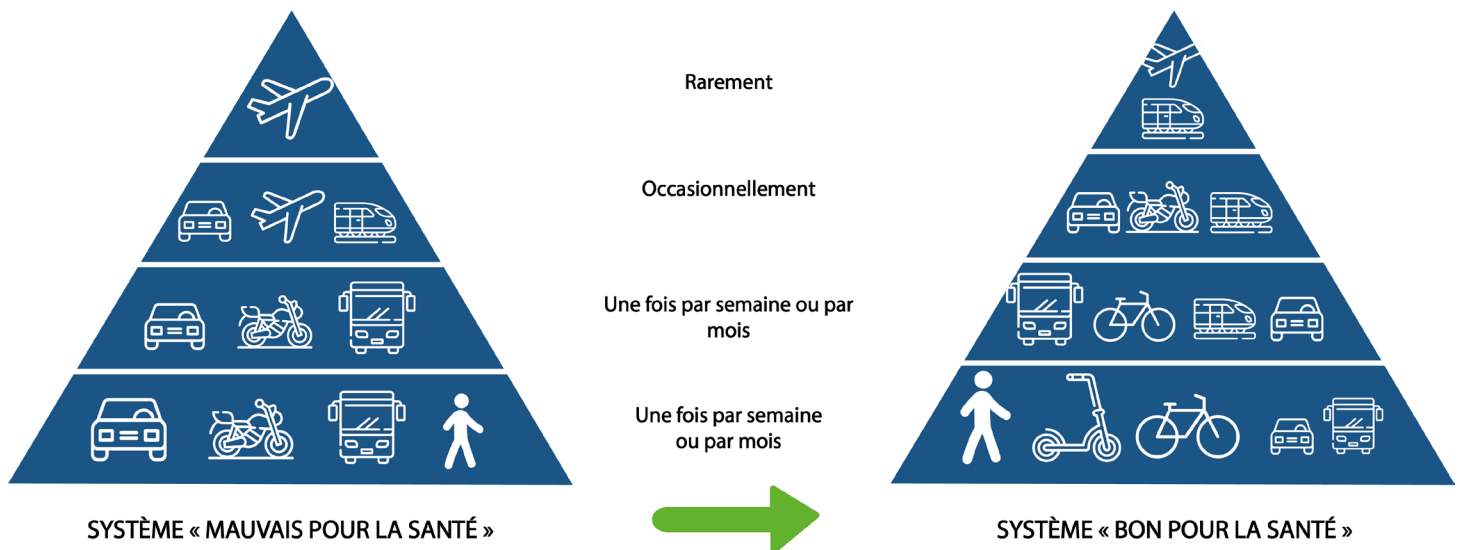 Rarement
Occasionnellement
Une fois par semaine ou par
mois
Une fois par semaine
ou par mois
SYSTÈME « MAUVAIS POUR LA SANTÉ »
SYSTÈME « BON POUR LA SANTÉ »